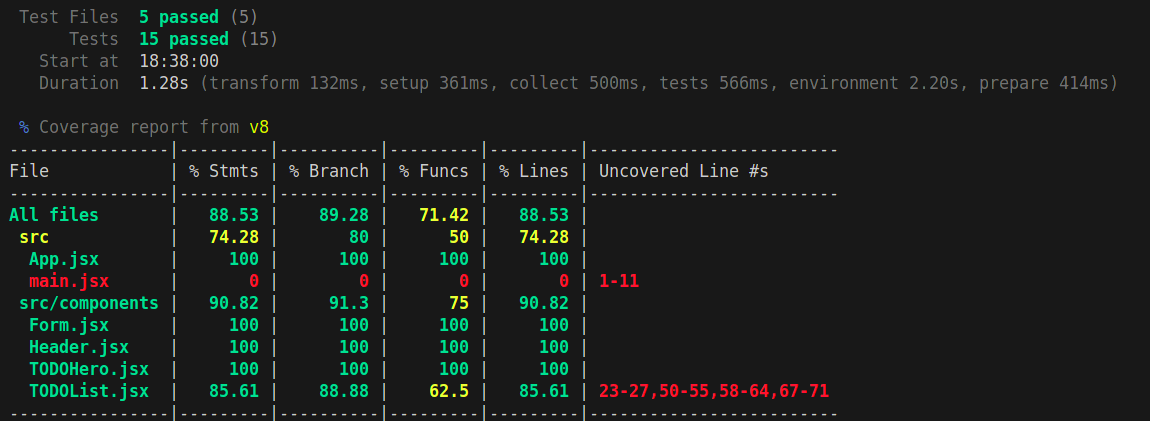 Test Files  5 passed (5)
     Tests  15 passed (15)
  Start at  18:38:00
  Duration  1.28s (transform 132ms, setup 361ms, collect 500ms, tests 566ms, environment 2.20s, prepare 414ms)
% Coverage report from v8
----------------|---------|----------|---------|---------|-------------------------
File            | % Stmts | % Branch | % Funcs | % Lines | Uncovered Line #s
----------------|---------|----------|---------|---------|-------------------------
All files       |   88.53 |    89.28 |   71.42 |   88.53 |
 src            |   74.28 |       80 |      50 |   74.28 |
  App.jsx       |     100 |      100 |     100 |     100 |
  main.jsx      |       0 |        0 |       0 |       0 | 1-11
 src/components |   90.82 |     91.3 |      75 |   90.82 |
  Form.jsx      |     100 |      100 |     100 |     100 |
  Header.jsx    |     100 |      100 |     100 |     100 |
  TODOHero.jsx  |     100 |      100 |     100 |     100 |
  TODOList.jsx  |   85.61 |    88.88 |    62.5 |   85.61 | 23-27,50-55,58-64,67-71
----------------|---------|----------|---------|---------|-------------------------